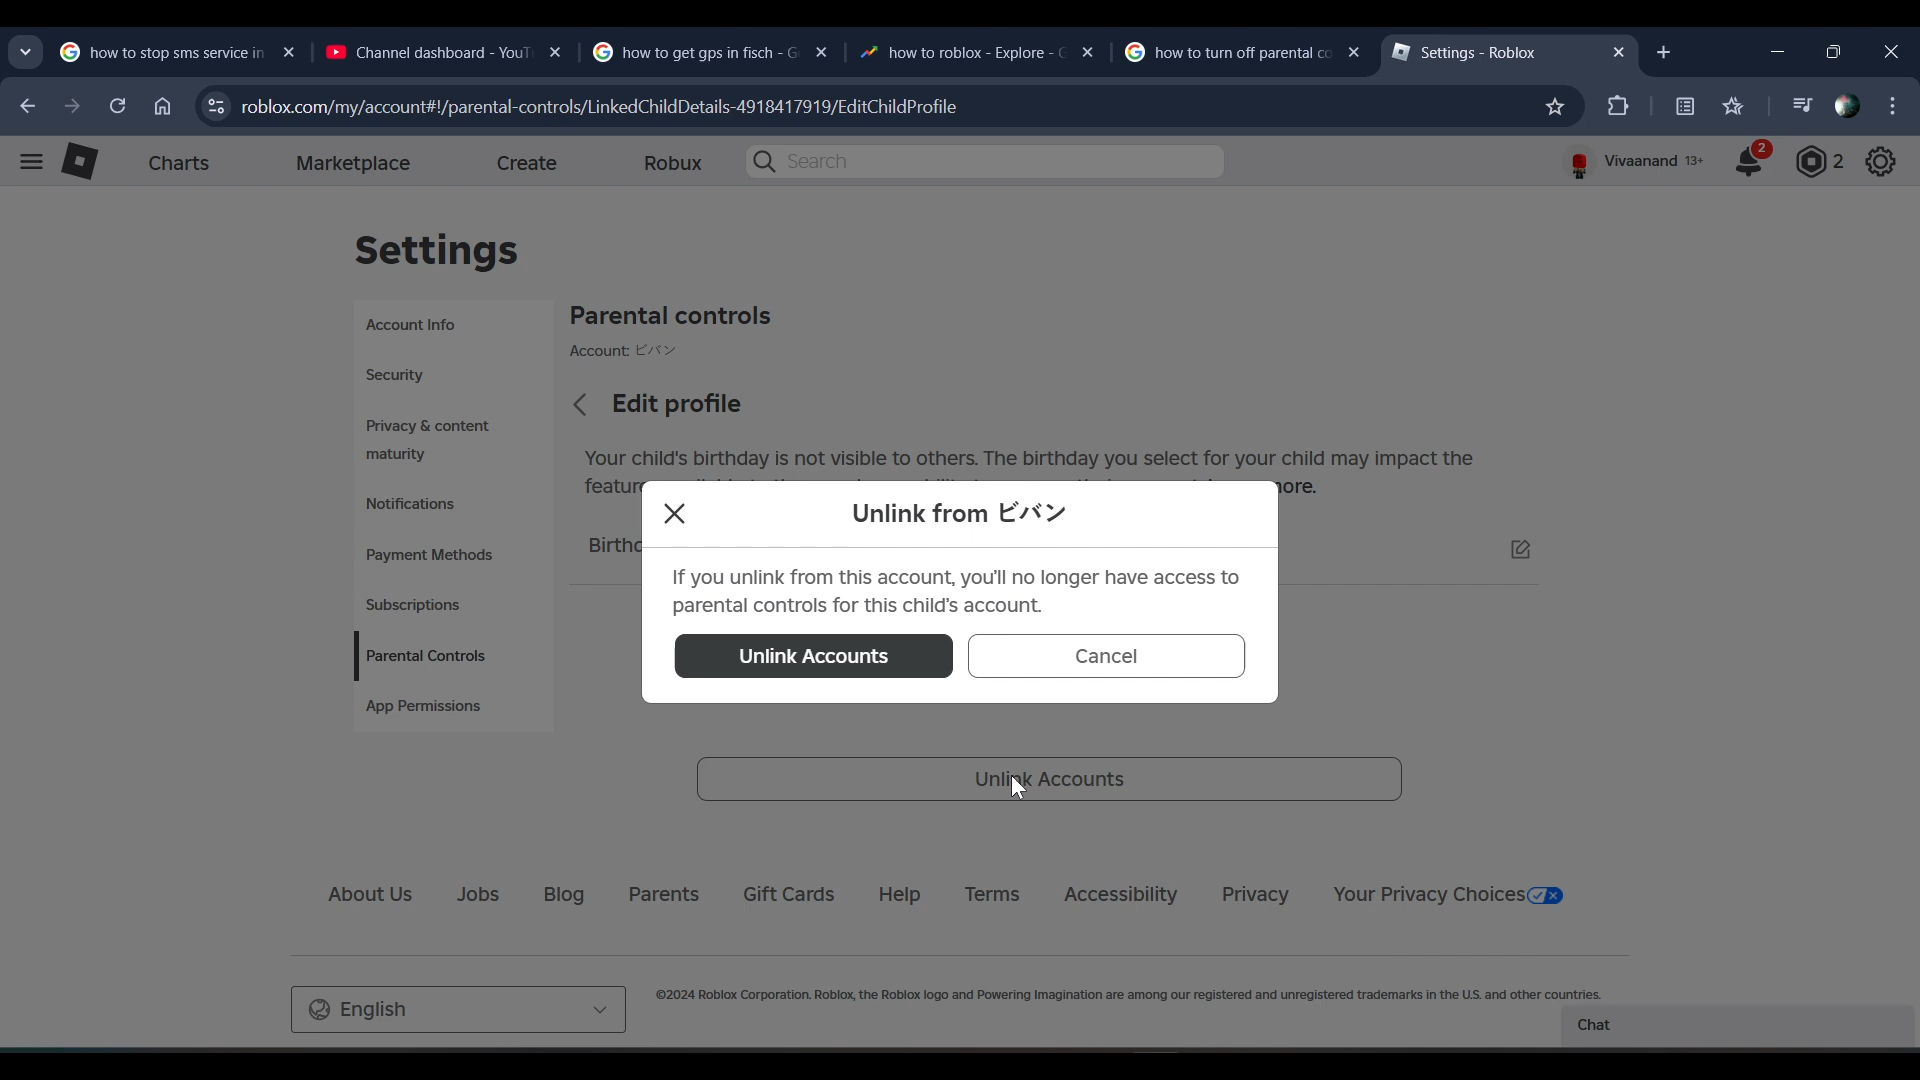 how to stop sms service in
Channel dashboard - YouT
how to get gps in fisch - G
how to roblox - Explore - G
how to turn off parental co
Settings - Roblox
roblox.com/my/account#!/parental-controls/LinkedChildDetails-4918417919/EditChildProfile
Charts
Marketplace
Create
Robux
Search
Vivaanand 13+
2
2
Settings
Account Info
Security
Privacy & content
maturity
Notifications
Payment Methods
Subscriptions
Parental Controls
App Permissions
Parental controls
Account: ビバン
Edit profile
Your child's birthday is not visible to others. The birthday you select for your child may impact the
Unlink from ビバン
If you unlink from this account, you'll no longer have access to
parental controls for this child's account.
Unlink Accounts
Cancel
Unlink Accounts
About Us
Jobs
Blog
Parents
Gift Cards
Help
Terms
Accessibility
Privacy
Your Privacy Choices
English
©2024 Roblox Corporation. Roblox, the Roblox logo and Powering Imagination are among our registered and unregistered trademarks in the U.S. and other countries.
Chat